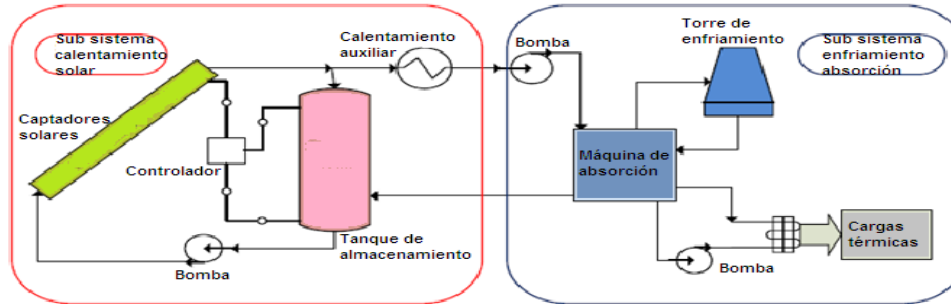 Sub sistema
calentamiento
solar
Calentamiento
auxiliar
Captadores
solares
Controlador
Tanque de
almacenamiento
Bomba
Bomba
Torre de
enfriamiento
Sub sistema
enfriamiento
absorción
Máquina de
absorción
Bomba
Cargas
térmicas